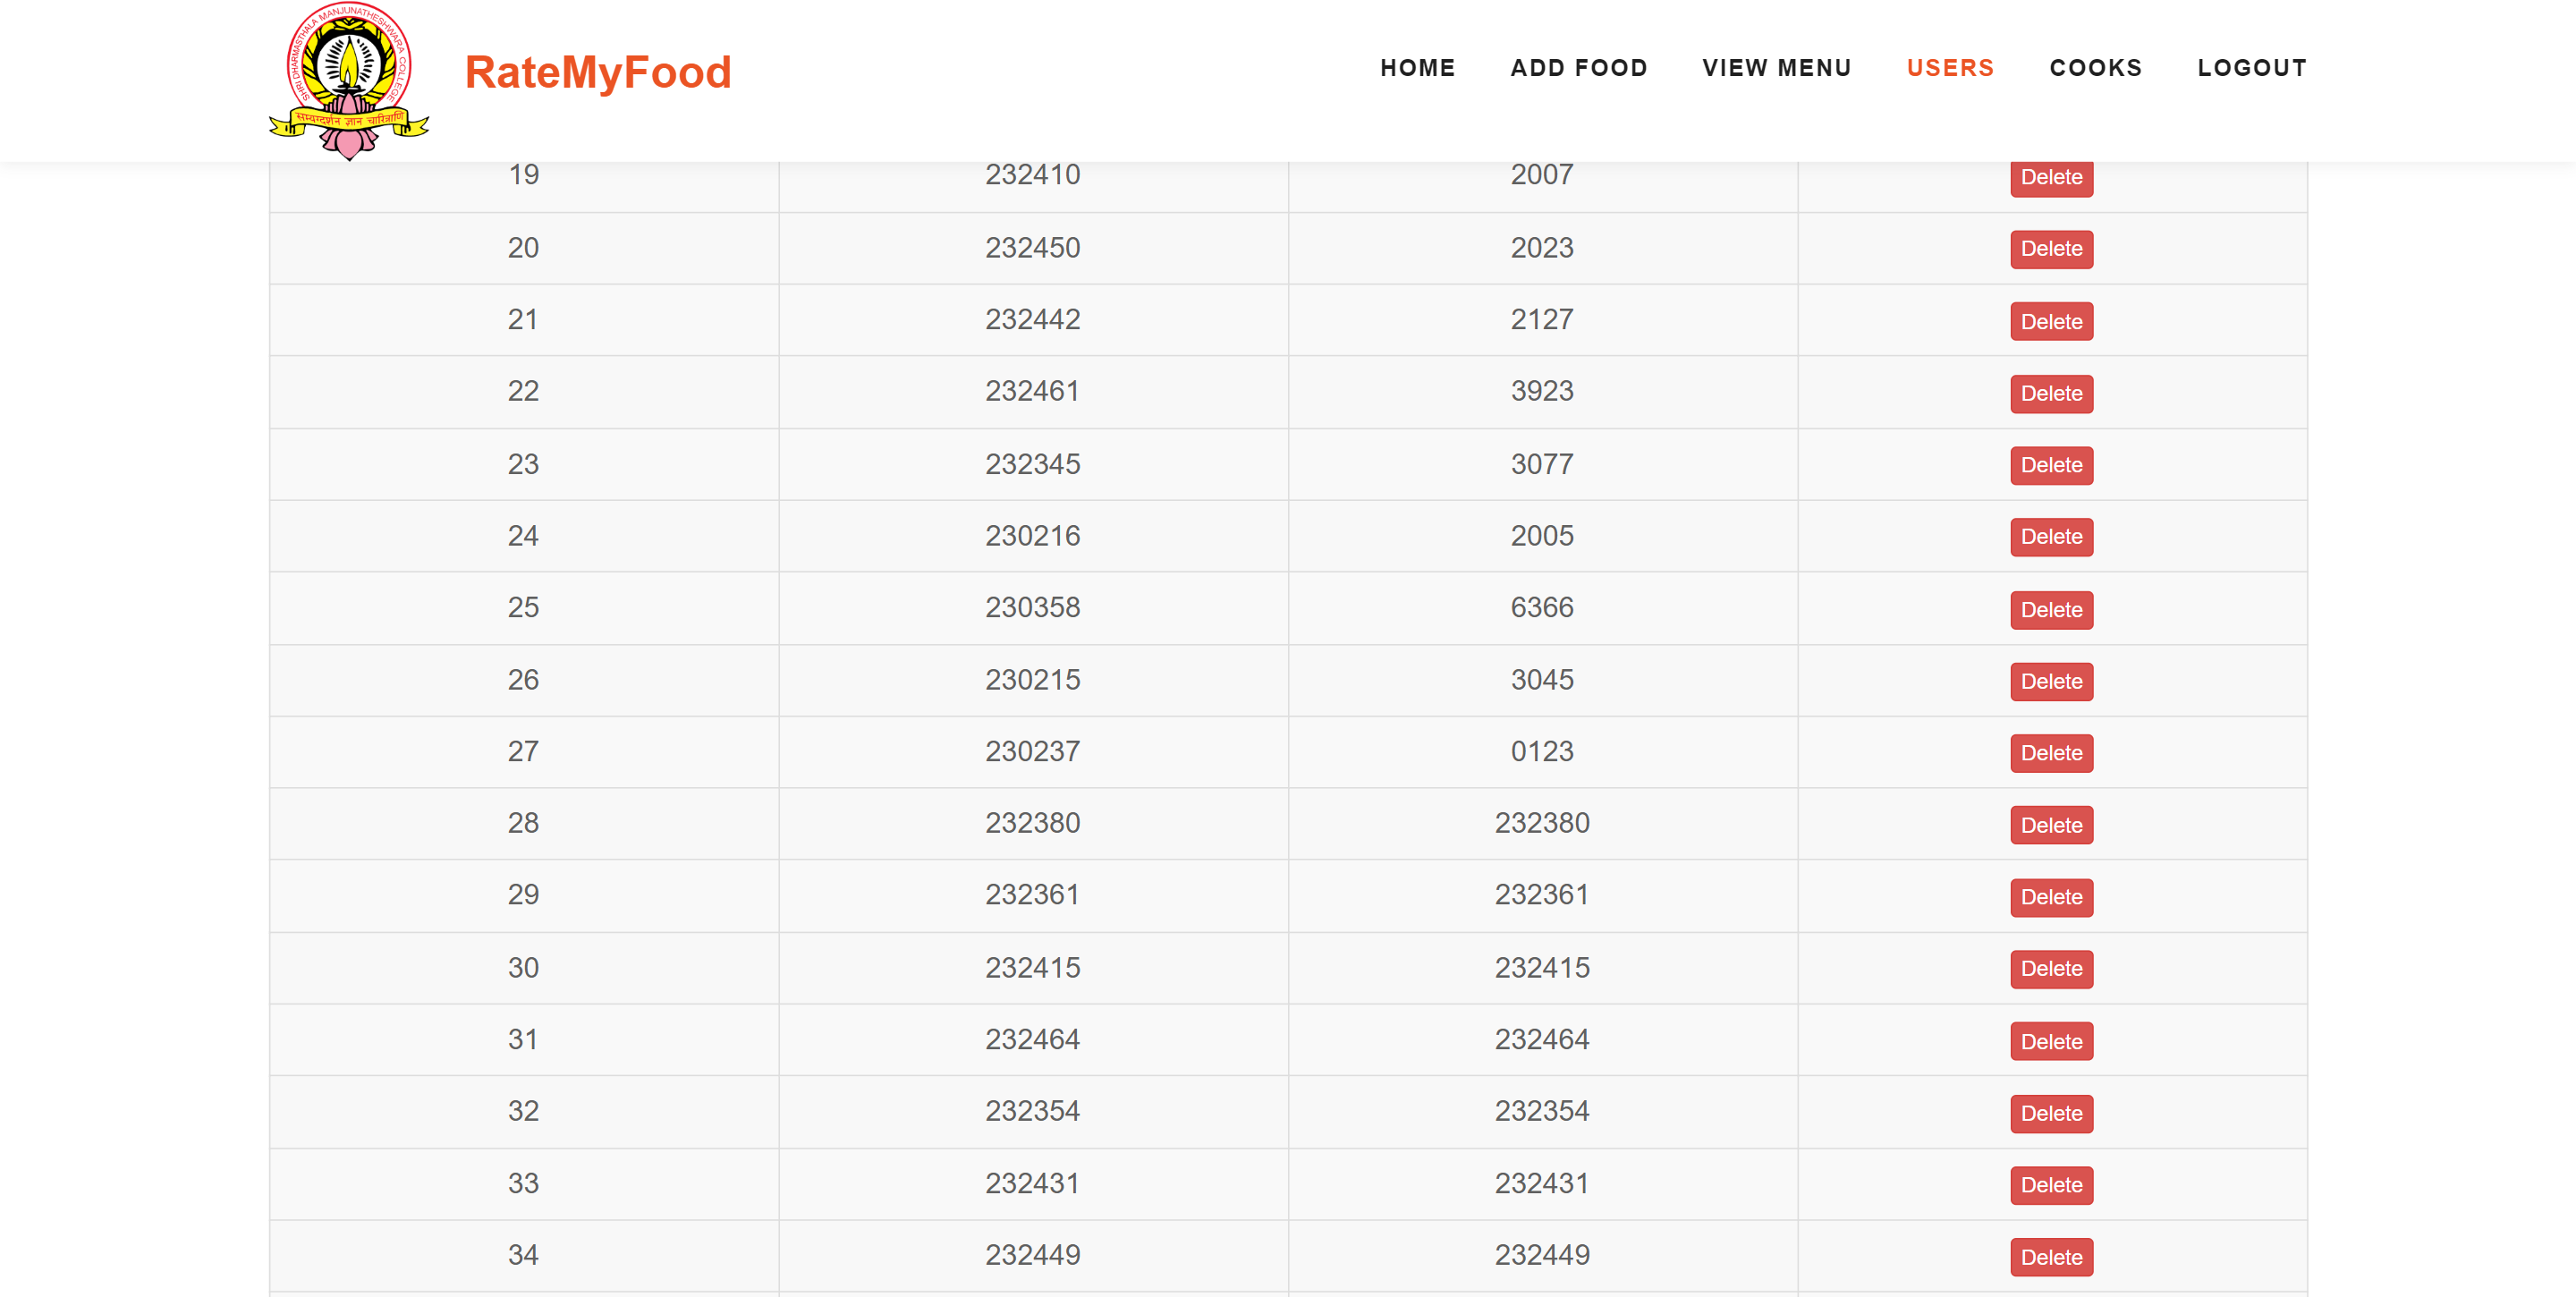 SHRI DHARMASTHALA MANJUNATHESHWARA COLLEGE
सम्यग्दर्शन ज्ञान चारित्राणि
RateMyFood
HOME ADD FOOD VIEW MENU USERS COOKS LOGOUT
19 232410 2007 Delete
20 232450 2023 Delete
21 232442 2127 Delete
22 232461 3923 Delete
23 232345 3077 Delete
24 230216 2005 Delete
25 230358 6366 Delete
26 230215 3045 Delete
27 230237 0123 Delete
28 232380 232380 Delete
29 232361 232361 Delete
30 232415 232415 Delete
31 232464 232464 Delete
32 232354 232354 Delete
33 232431 232431 Delete
34 232449 232449 Delete